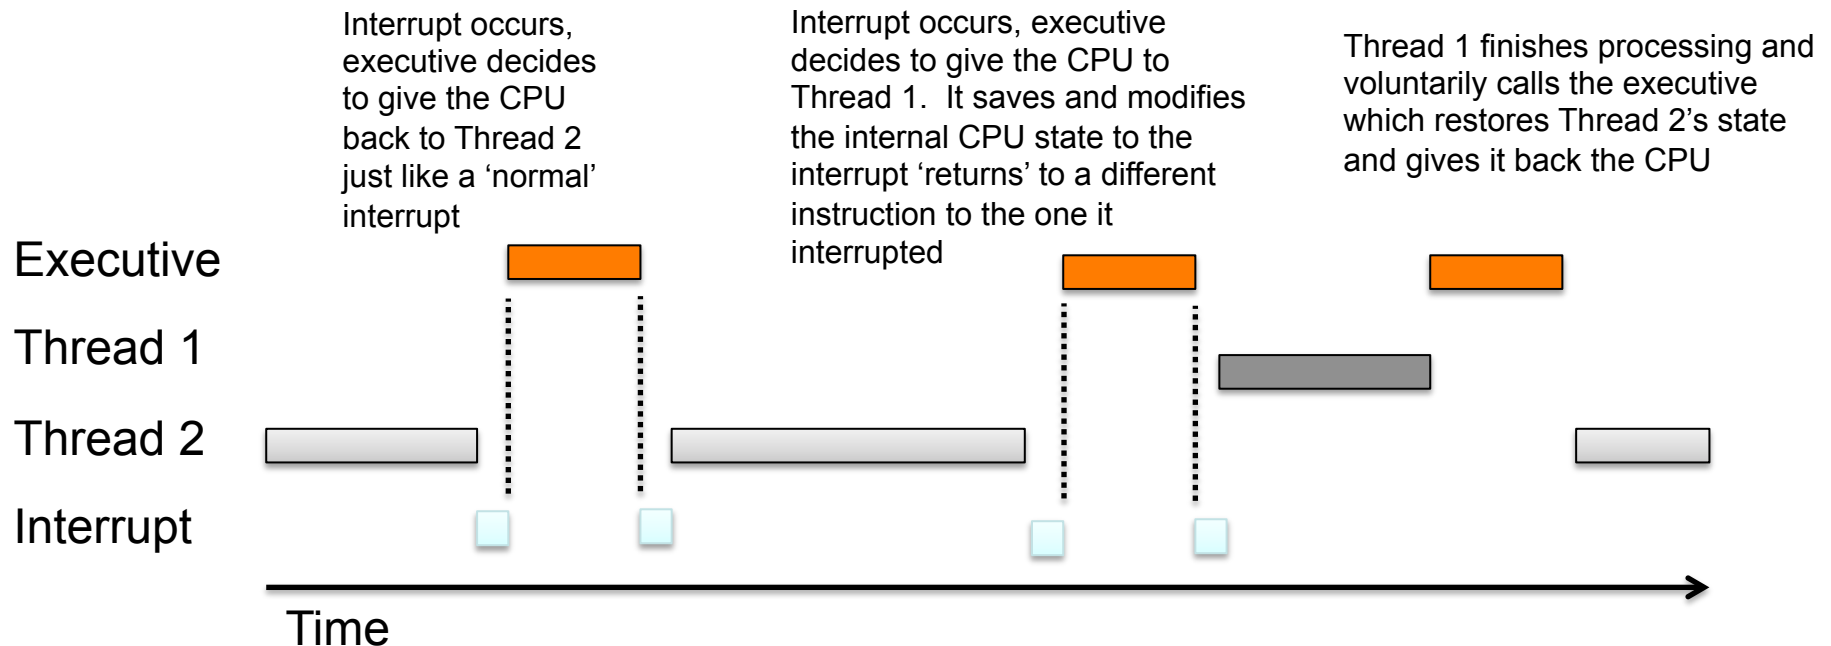 Interrupt occurs,
executive decides
to give the CPU
back to Thread 2
just like a ‘normal’
interrupt
Interrupt occurs, executive
decides to give the CPU to
Thread 1.  It saves and modifies
the internal CPU state to the
interrupt ‘returns’ to a different
instruction to the one it
interrupted
Thread 1 finishes processing and
voluntarily calls the executive
which restores Thread 2’s state
and gives it back the CPU
Executive
Thread 1
Thread 2
Interrupt
Time